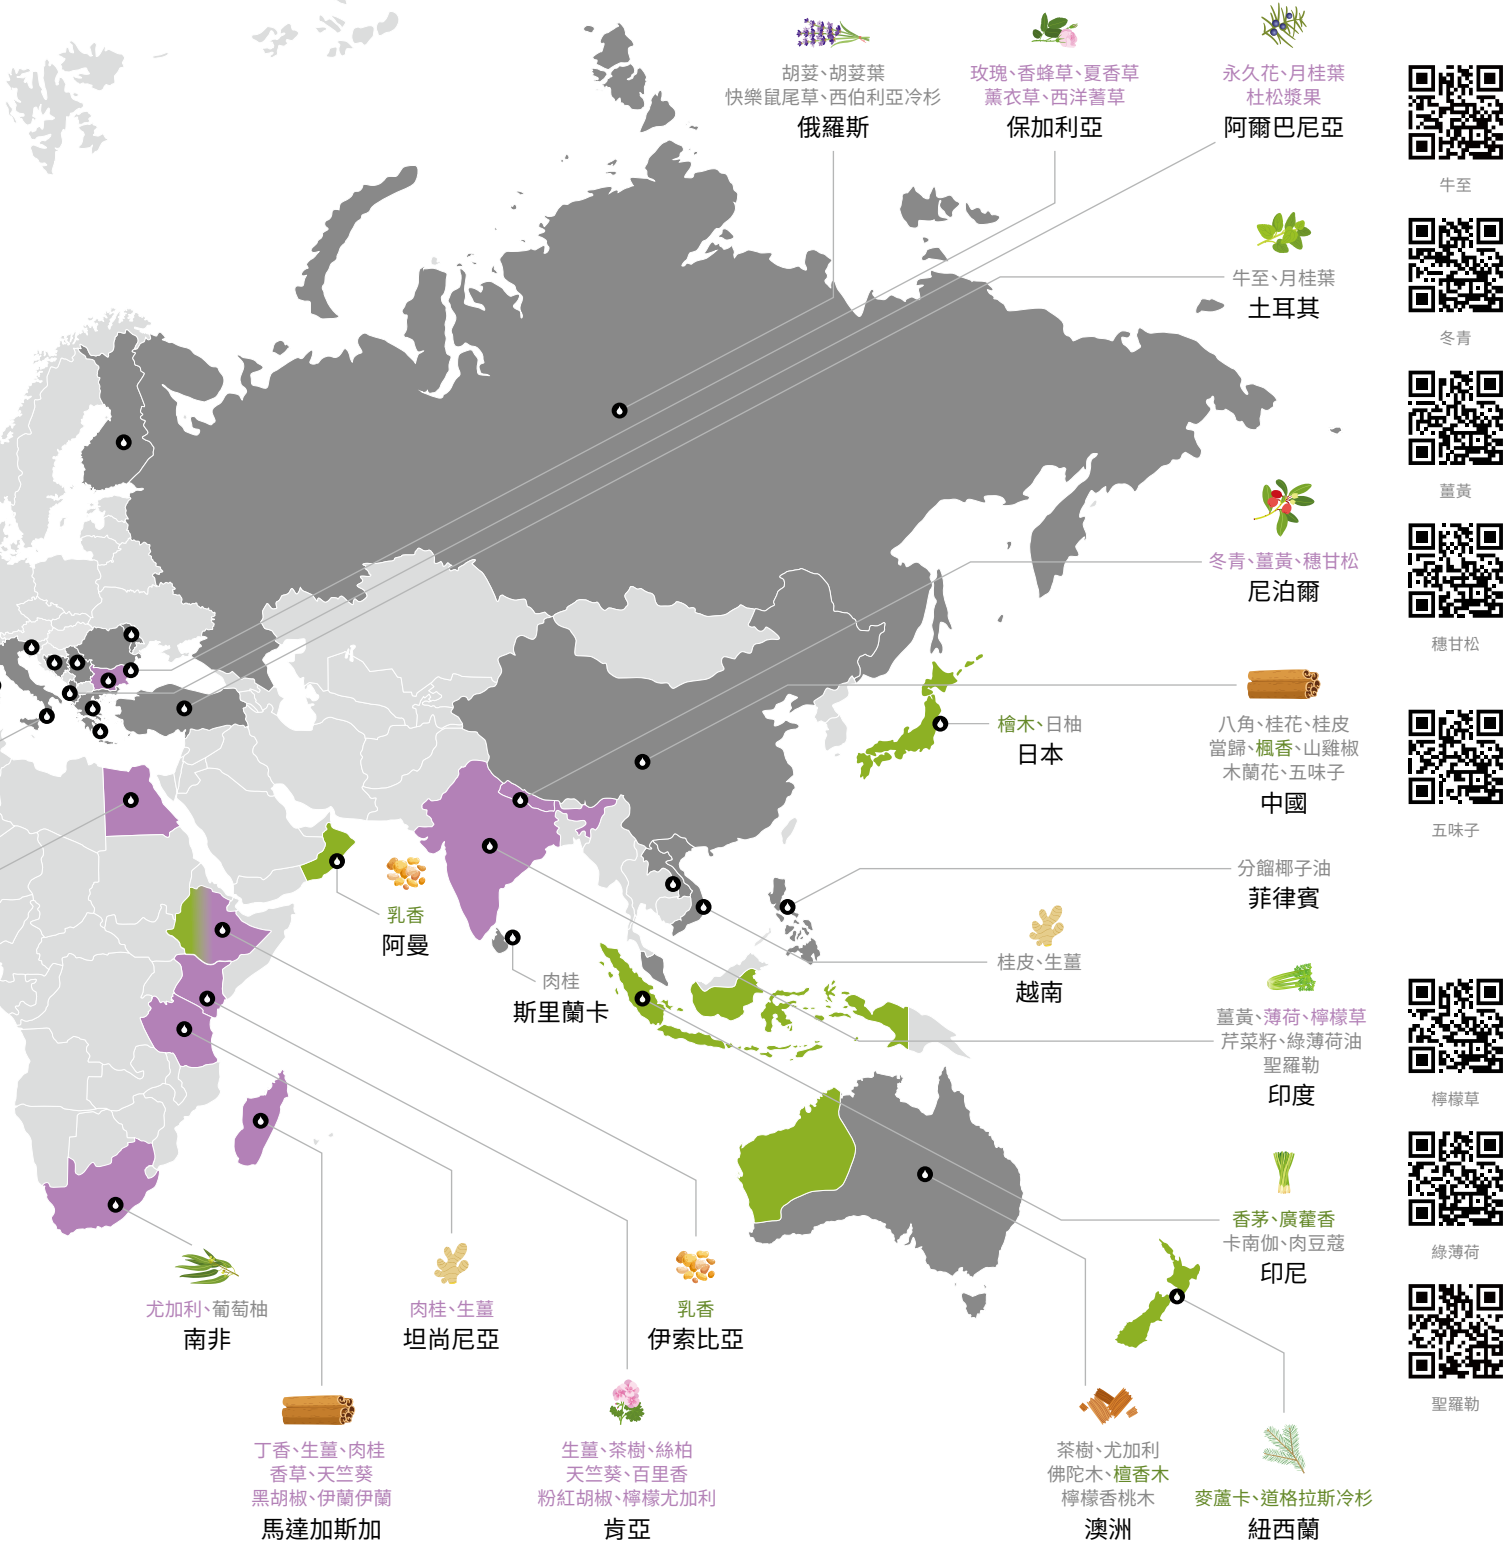 胡荽、胡荽葉
快樂鼠尾草、西伯利亞冷杉
俄羅斯
玫瑰、香蜂草、夏香草
薰衣草、西洋蓍草
保加利亞
永久花、月桂葉
杜松漿果
阿爾巴尼亞
牛至
牛至、月桂葉
土耳其
冬青
薑黃
冬青、薑黃、穗甘松
尼泊爾
穗甘松
檜木、日柚
日本
八角、桂花、桂皮
當歸、楓香、山雞椒
木蘭花、五味子
中國
五味子
分餾椰子油
菲律賓
乳香
阿曼
肉桂
斯里蘭卡
桂皮、生薑
越南
薑黃、薄荷、檸檬草
芹菜籽、綠薄荷油
聖羅勒
印度
檸檬草
香茅、廣藿香
卡南伽、肉豆蔻
印尼
綠薄荷
尤加利、葡萄柚
南非
肉桂、生薑
坦尚尼亞
乳香
伊索比亞
聖羅勒
丁香、生薑、肉桂
香草、天竺葵
黑胡椒、伊蘭伊蘭
馬達加斯加
生薑、茶樹、絲柏
天竺葵、百里香
粉紅胡椒、檸檬尤加利
肯亞
茶樹、尤加利
佛陀木、檀香木
檸檬香桃木
澳洲
麥蘆卡、道格拉斯冷杉
紐西蘭